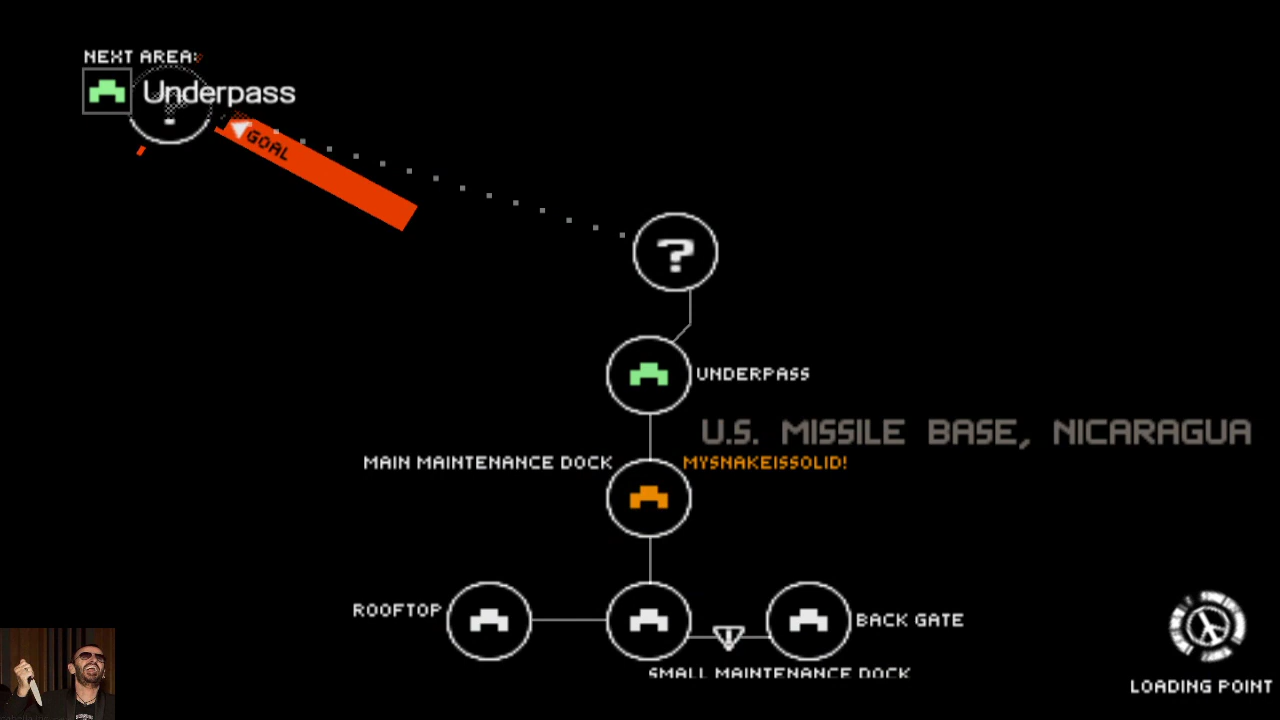 NEXT AREA:
Underpass
GOAL
?
UNDERPASS
U.S. MISSILE BASE, NICARAGUA
MAIN MAINTENANCE DOCK
MYSNAKEISSOLID!
ROOFTOP
BACK GATE
SMALL MAINTENANCE DOCK
LOADING POINT